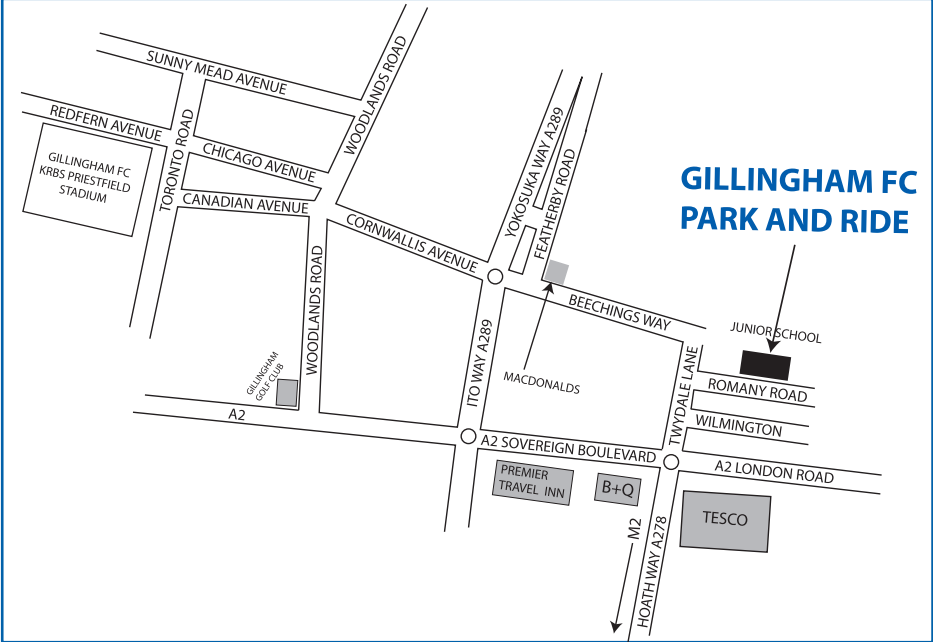 SUNNY MEAD AVENUE
WOODLANDS ROAD
REDFERN AVENUE
TORONTO ROAD
CHICAGO AVENUE
YOKOSUKA WAY A289
FEATHERBY ROAD
GILLINGHAM FC
KRBS PRIESTFIELD
STADIUM
CANADIAN AVENUE
CORNWALLIS AVENUE
GILLINGHAM FC
PARK AND RIDE
WOODLANDS ROAD
BEECHINGS WAY
JUNIOR SCHOOL
ITO WAY A289
MACDONALDS
TWYDALE LANE
ROMANY ROAD
GILLINGHAM
GOLF CLUB
A2
WILMINGTON
A2 SOVEREIGN BOULEVARD
A2 LONDON ROAD
PREMIER
TRAVEL INN
B+Q
TESCO
M2
HOATH WAY A278